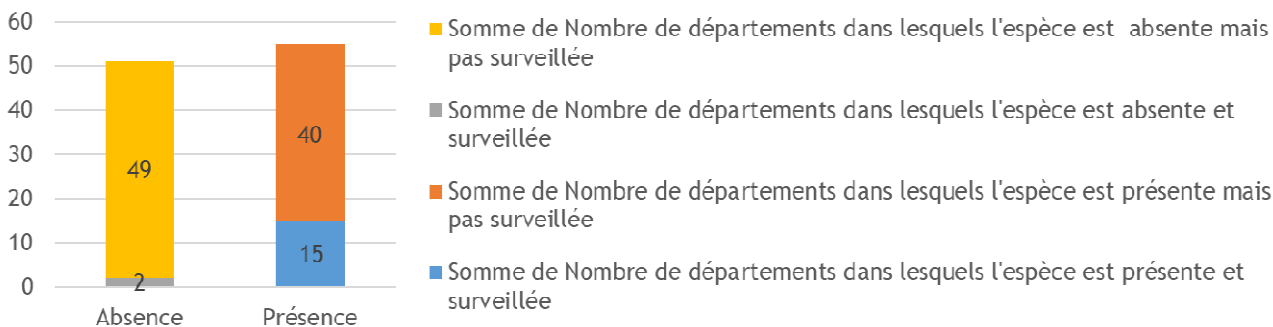 60
50
40
30
20
10
0
49
2
40
15
Absence
Présence
Somme de Nombre de départements dans lesquels l'espèce est absente mais
pas surveillée
Somme de Nombre de départements dans lesquels l'espèce est absente et
surveillée
Somme de Nombre de départements dans lesquels l'espèce est présente mais
pas surveillée
Somme de Nombre de départements dans lesquels l'espèce est présente et
surveillée